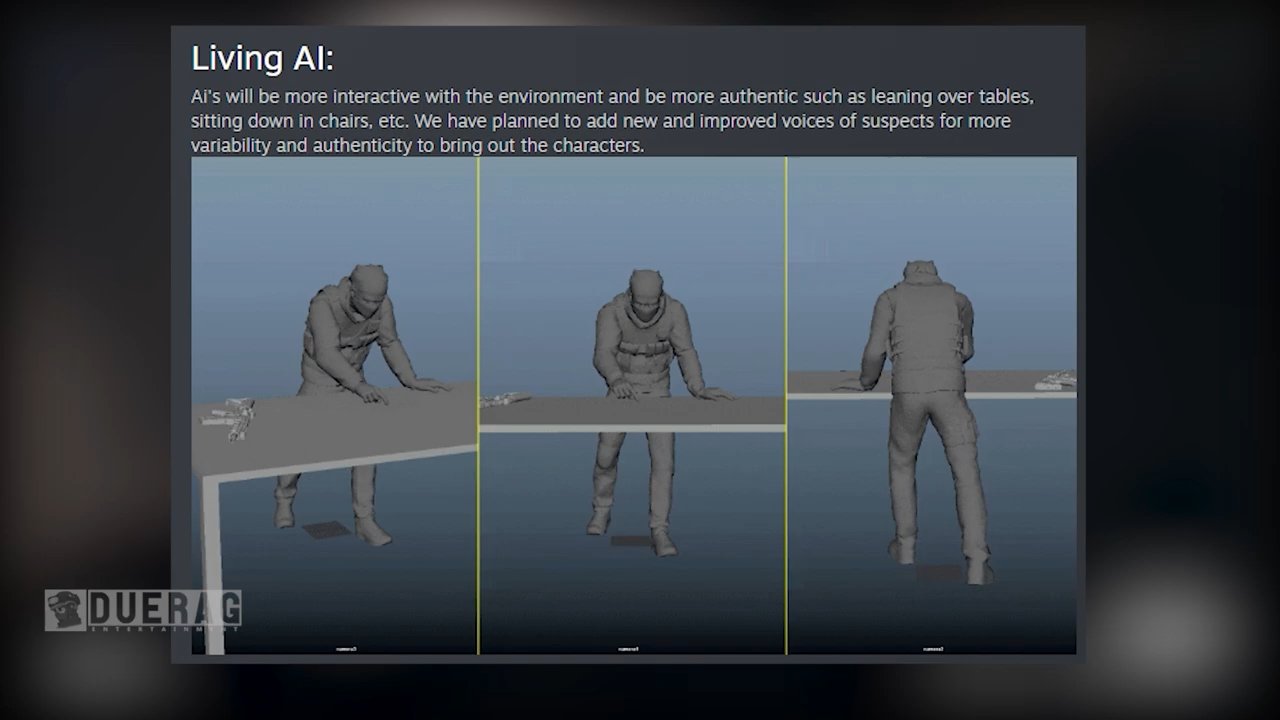 Living AI:
Ai's will be more interactive with the environment and be more authentic such as leaning over tables,
sitting down in chairs, etc. We have planned to add new and improved voices of suspects for more
variability and authenticity to bring out the characters.
DUERAG
ENTERTAINMENT